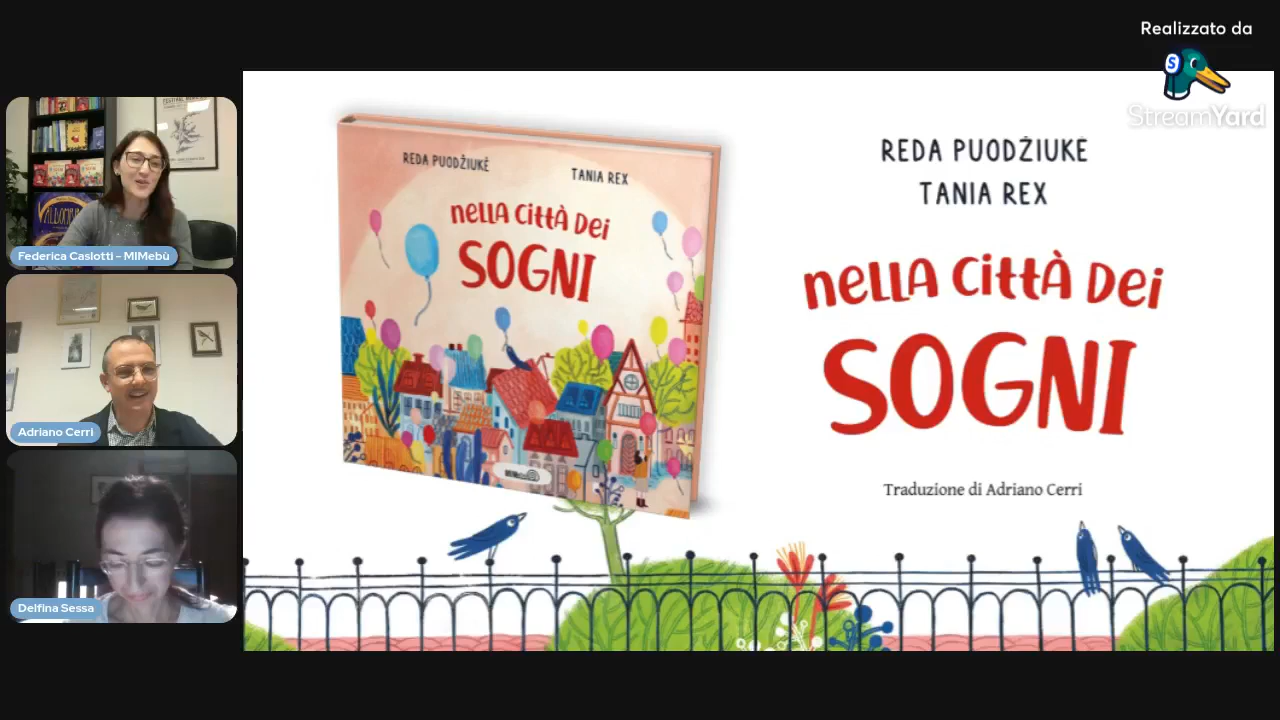 Realizzato da
StreamYard
Federica Caslotti - MIMebù
Adriano Cerri
Delfina Sessa
REDA PUODŽIUKĖ
TANIA REX
nella città dei
SOGNI
REDA PUODŽIUKĖ
TANIA REX
nella città dei
SOGNI
Traduzione di Adriano Cerri